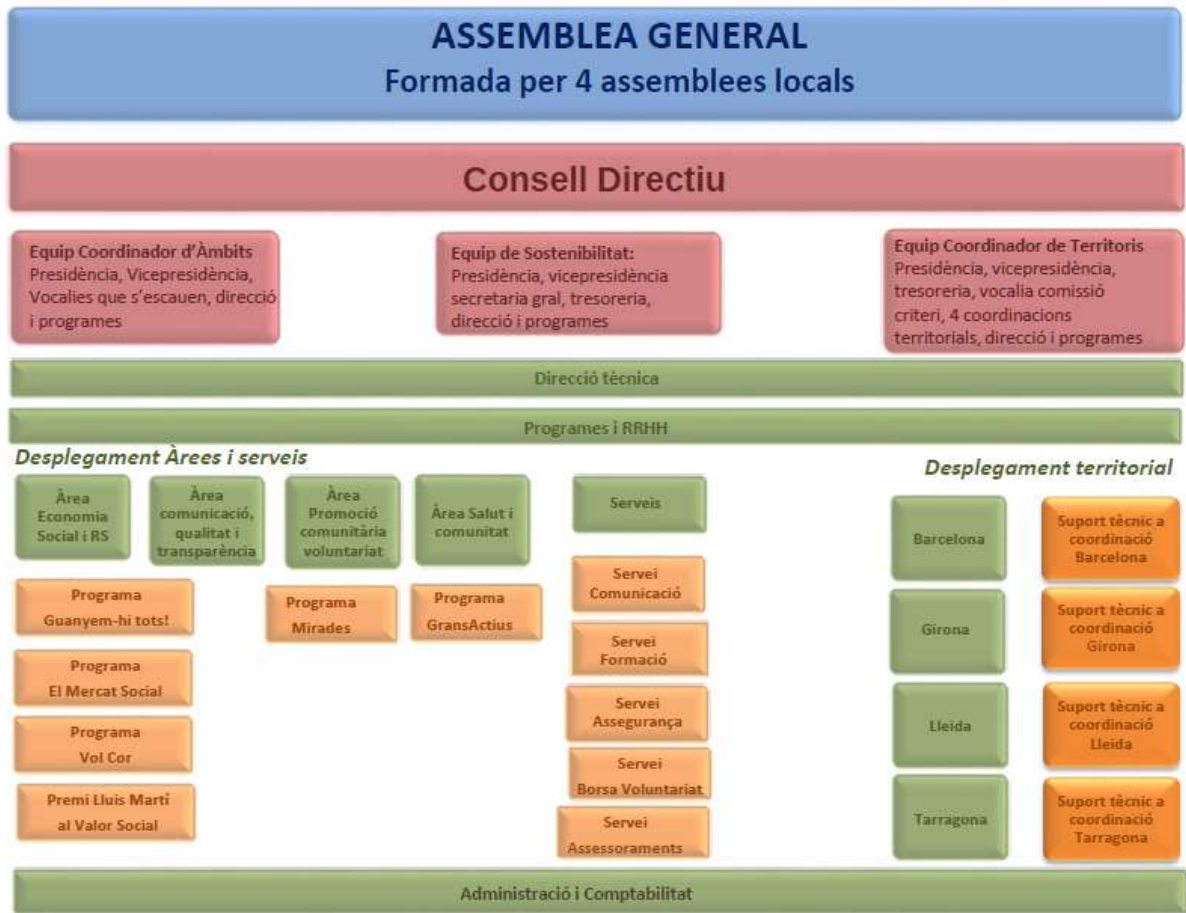 ASSEMBLEA GENERAL
Formada per 4 assemblees locals
Consell Directiu
Equip Coordinador d'Àmbits
Presidència, Vicepresidència,
Vocalies que s'escauen, direcció
i programes
Equip de Sostenibilitat:
Presidència, vicepresidència
secretaria gral, tresoreria,
direcció i programes
Equip Coordinador de Territoris
Presidència, vicepresidència,
tresoreria, vocalia comissió
criteri, 4 coordinacions
territorials, direcció i programes
Direcció tècnica
Programes i RRHH
Desplegament Àrees i serveis
Àrea
Economia
Social i RS
Àrea
comunicació,
qualitat i
transparència
Àrea
Promoció
comunitària
voluntariat
Àrea Salut i
comunitat
Serveis
Programa
Guanyem-hi tots!
Programa
El Mercat Social
Programa
Vol Cor
Premi Lluis Martí
al Valor Social
Programa
Mirades
Programa
GransActius
Servei
Comunicació
Servei
Formació
Servei
Assegurança
Servei
Borsa Voluntariat
Servei
Assessoraments
Desplegament territorial
Barcelona
Suport tècnic a
coordinació
Barcelona
Girona
Suport tècnic a
coordinació
Girona
Lleida
Suport tècnic a
coordinació
Lleida
Tarragona
Suport tècnic a
coordinació
Tarragona
Administració i Comptabilitat